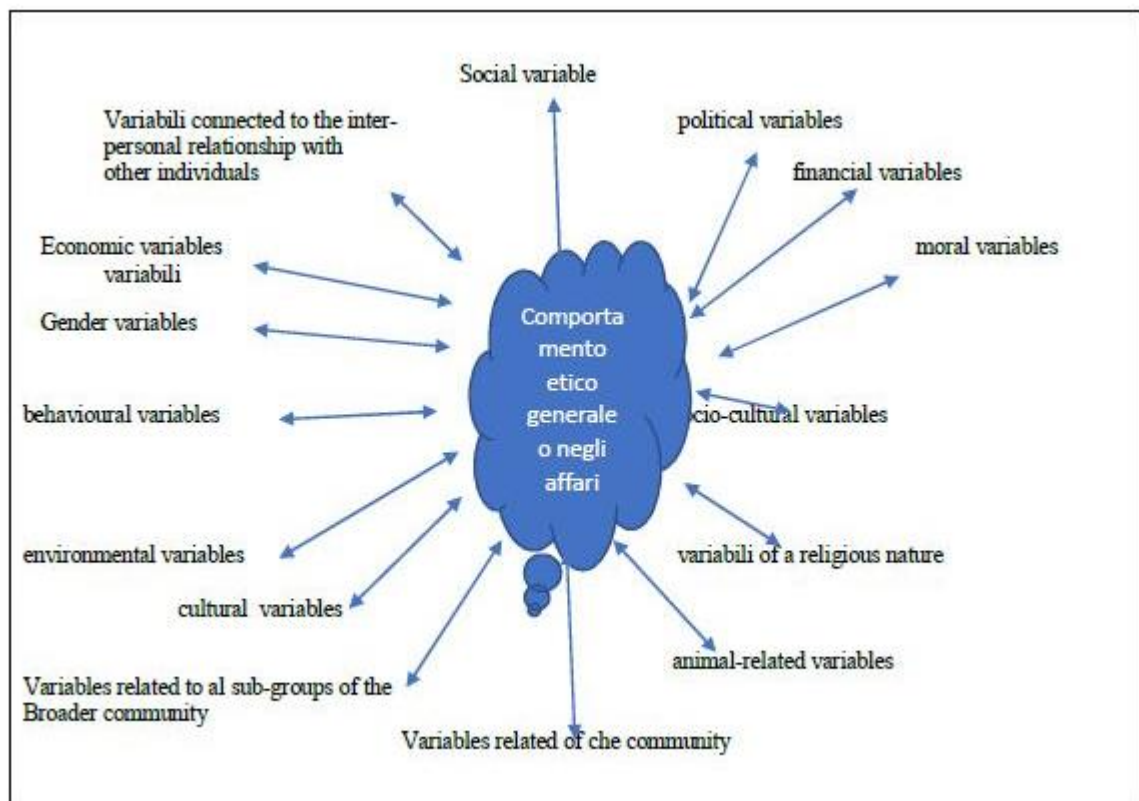 Social variable
Variabili connected to the inter-
personal relationship with
other individuals
political variables
financial variables
Economic variables
variabili
moral variables
Gender variables
Comporta
mento
etico
generale
o negli
affari
behavioural variables
ocio-cultural variables
environmental variables
variabili of a religious nature
cultural variables
animal-related variables
Variables related to al sub-groups of the
Broader community
Variables related of che community